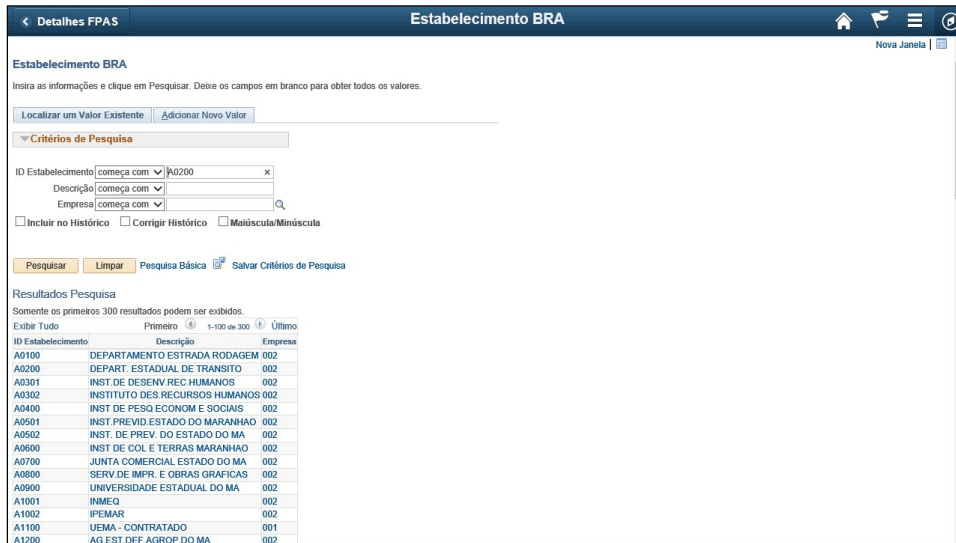 Detalhes FPAS
Estabelecimento BRA
Nova Janela
Estabelecimento BRA
Insira as informações e clique em Pesquisar. Deixe os campos em branco para obter todos os valores.
Localizar um Valor Existente Adicionar Novo Valor
Critérios de Pesquisa
ID Estabelecimento começa com A0200 ×
Descrição começa com
Empresa começa com
Incluir no Histórico Corrigir Histórico Maiúscula/Minúscula
Pesquisar Limpar Pesquisa Básica Salvar Critérios de Pesquisa
Resultados Pesquisa
Somente os primeiros 300 resultados podem ser exibidos.
Exibir Tudo Primeiro 1-100 de 300 Último
ID Estabelecimento Descrição Empresa
A0100 DEPARTAMENTO ESTRADA RODAGEM 002
A0200 DEPART. ESTADUAL DE TRANSITO 002
A0301 INST.DE DESENV.REC.HUMANOS 002
A0302 INSTITUTO DES.RECURSOS HUMANOS 002
A0400 INST DE PESQ ECONOM E SOCIAIS 002
A0501 INST.PREVID.ESTADO DO MARANHAO 002
A0502 INST. DE PREV. DO ESTADO DO MA 002
A0600 INST DE COL E TERRAS MARANHAO 002
A0700 JUNTA COMERCIAL ESTADO DO MA 002
A0800 SERV.DE IMPR. E OBRAS GRAFICAS 002
A0900 UNIVERSIDADE ESTADUAL DO MA 002
A1001 INMEQ 002
A1002 IPEMAR 002
A1100 UEMA - CONTRATADO 001
A1200 AG.EST.DEF.AGROP.DO MA 002